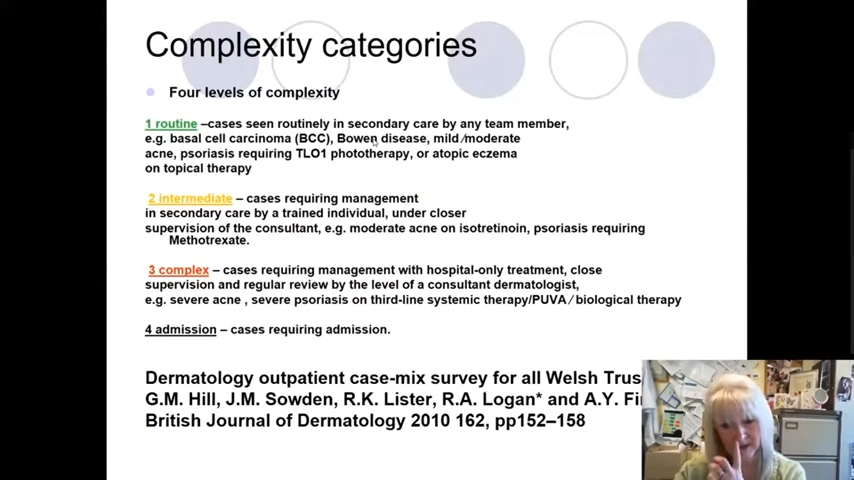 Complexity categories
Four levels of complexity
1 routine –cases seen routinely in secondary care by any team member,
e.g. basal cell carcinoma (BCC), Bowen disease, mild/moderate
acne, psoriasis requiring TLO1 phototherapy, or atopic eczema
on topical therapy
2 intermediate – cases requiring management
in secondary care by a trained individual, under closer
supervision of the consultant, e.g. moderate acne on isotretinoin, psoriasis requiring
Methotrexate.
3 complex – cases requiring management with hospital-only treatment, close
supervision and regular review by the level of a consultant dermatologist,
e.g. severe acne , severe psoriasis on third-line systemic therapy/PUVA/ biological therapy
4 admission – cases requiring admission.
Dermatology outpatient case-mix survey for all Welsh
G.M. Hill, J.M. Sowden, R.K. Lister, R.A. Logan* and A.Y.
British Journal of Dermatology 2010 162, pp152–158